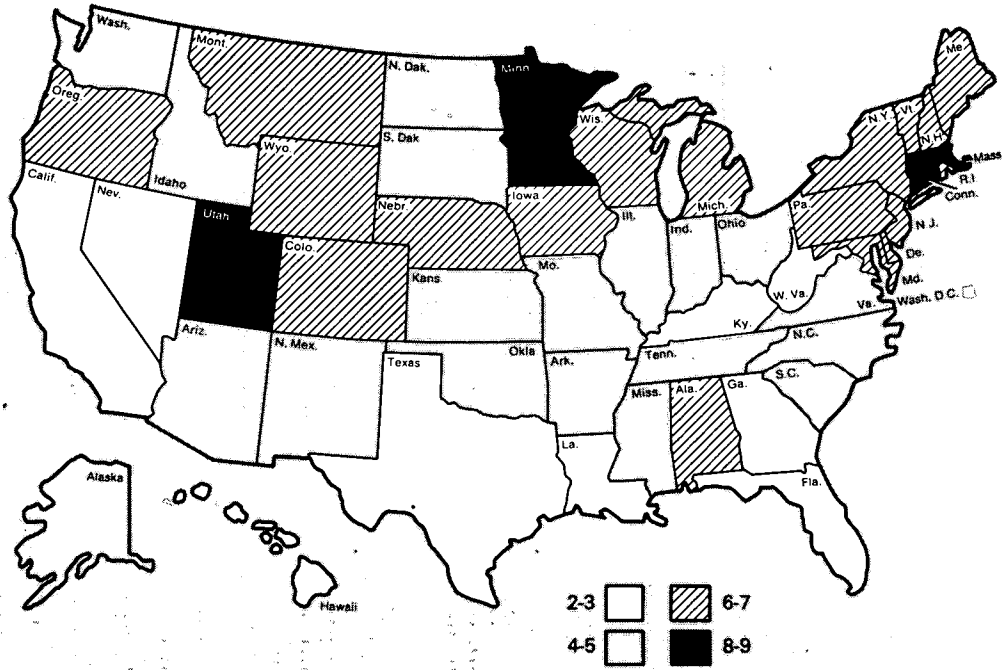 Wash.
Mont.
N. Dak.
Minn
Me.
Oreg.
Wis.
N.Y.
Vt.
N.H.
S. Dak
Wyo.
Mass
Idaho
R.I.
Calif.
Nev.
Iowa
Mich.
Conn.
Nebr.
Pa.
Utah
Ill.
Ind.
Ohio
N.J.
Colo.
De.
Mo.
Kans
Md.
W. Va.
Va.
Wash. D.C.
Ariz.
Ky.
N. Mex.
N.C.
Okla
Tenn.
Texas
Ark.
S.C.
Miss.
Ala.
Ga.
La.
Alaska
Fla.
Hawaii
2-3 6-7
4-5 8-9